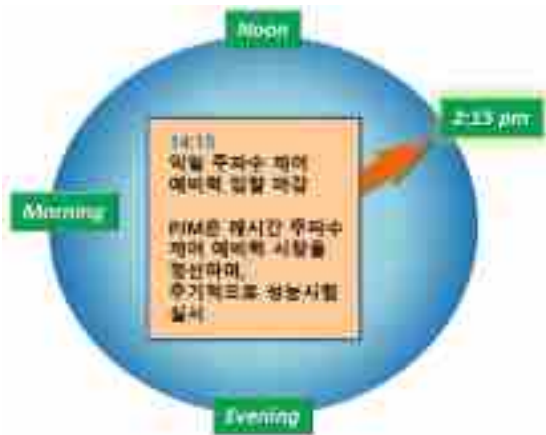 Noon
2:15 pm
14:15
익일 주파수 제어
예비력 입찰 마감
Morning
PJM은 매시간 주파수
제어 예비력 시장을
정산하며,
주기적으로 성능시험
실시
Evening